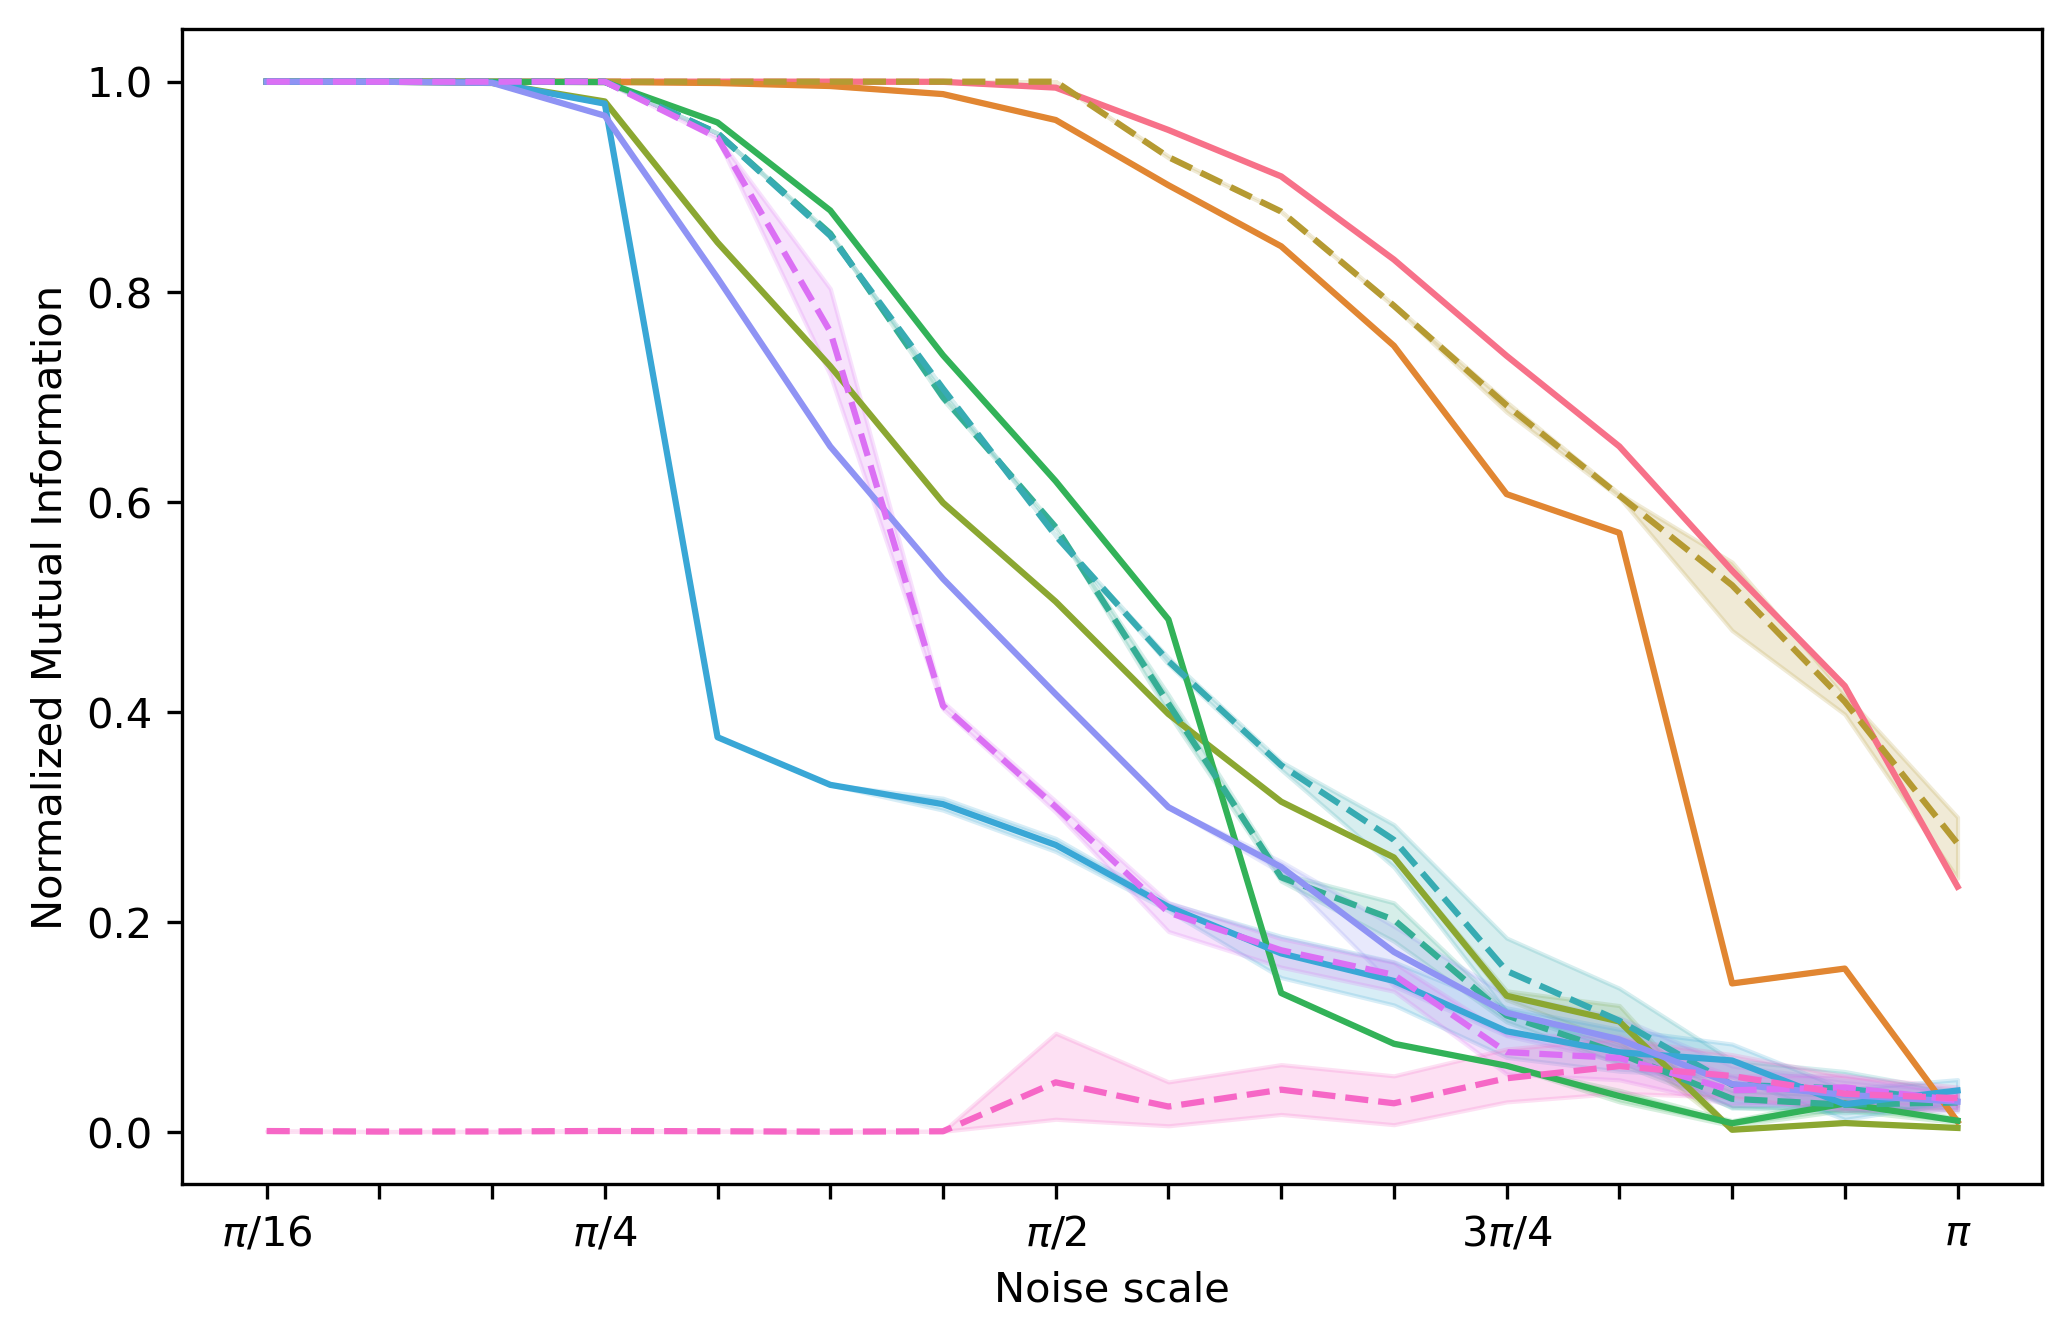 Normalized Mutual Information
1.0
0.8
0.6
0.4
0.2
0.0
π/16 π/4 π/2 3π/4 π
Noise scale